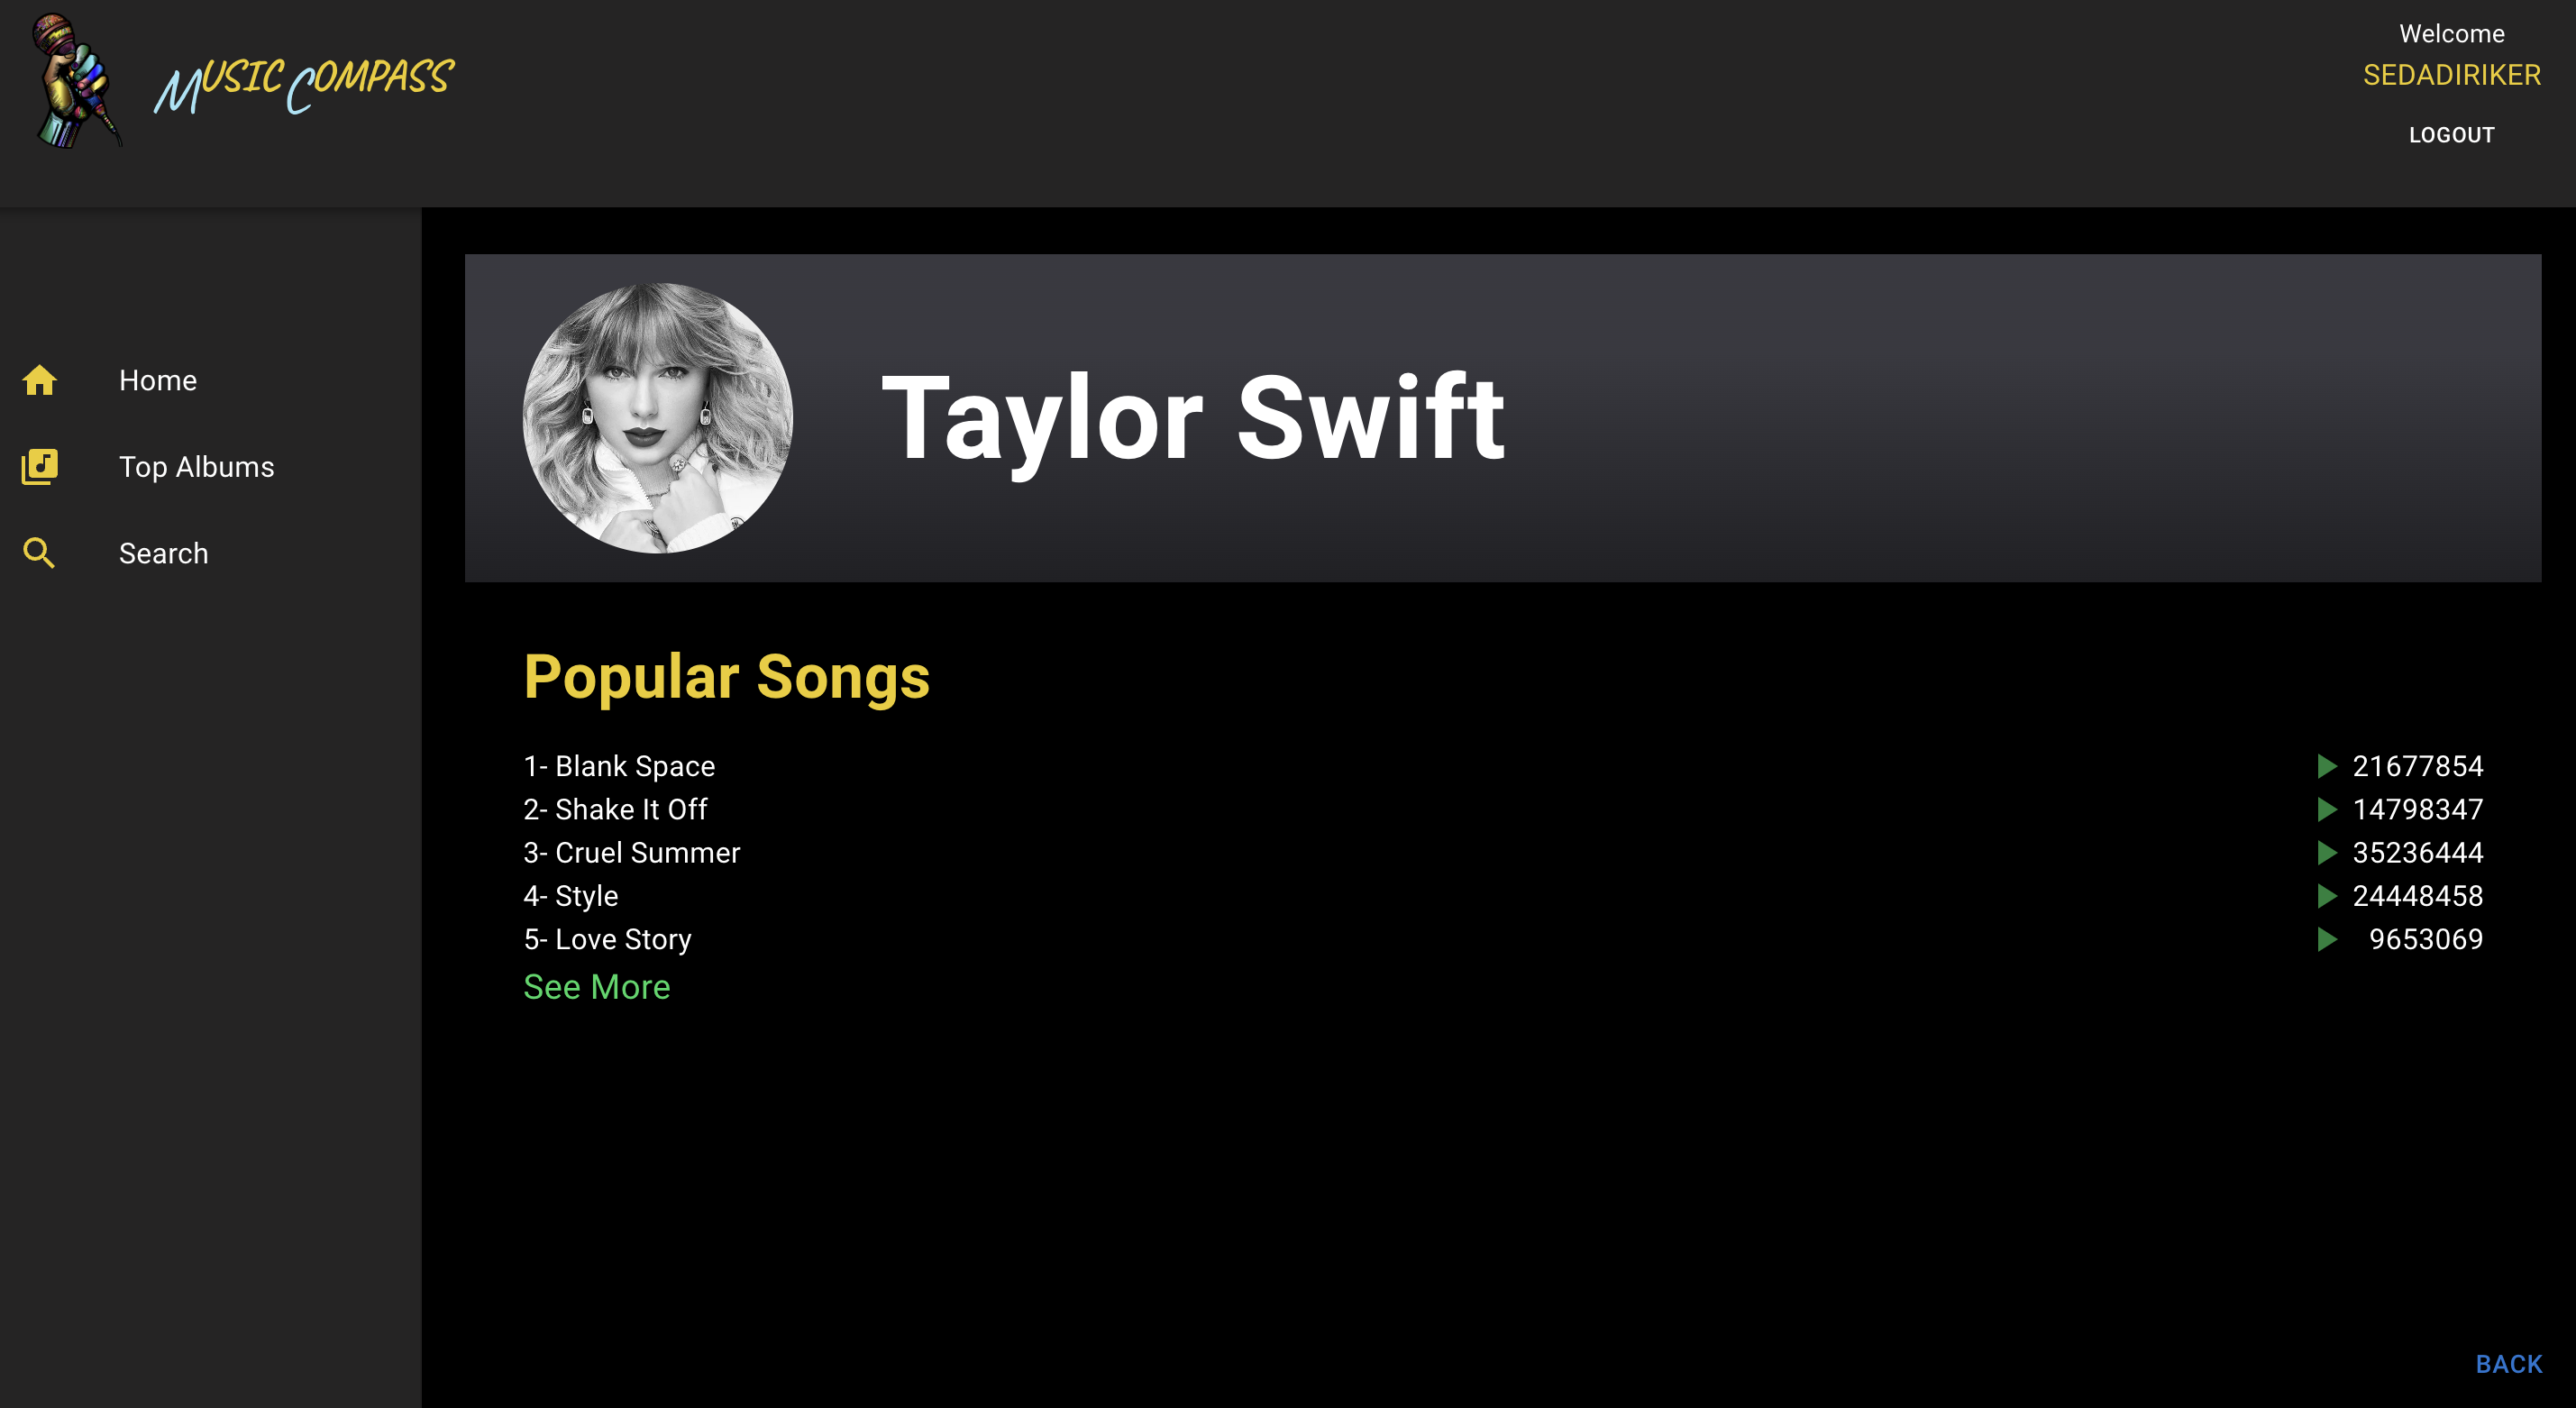 MUSIC COMPASS
Welcome
SEDADIRIKER
LOGOUT
Home
Top Albums
Search
Taylor Swift
Popular Songs
1- Blank Space 21677854
2- Shake It Off 14798347
3- Cruel Summer 35236444
4- Style 24448458
5- Love Story 9653069
See More
BACK